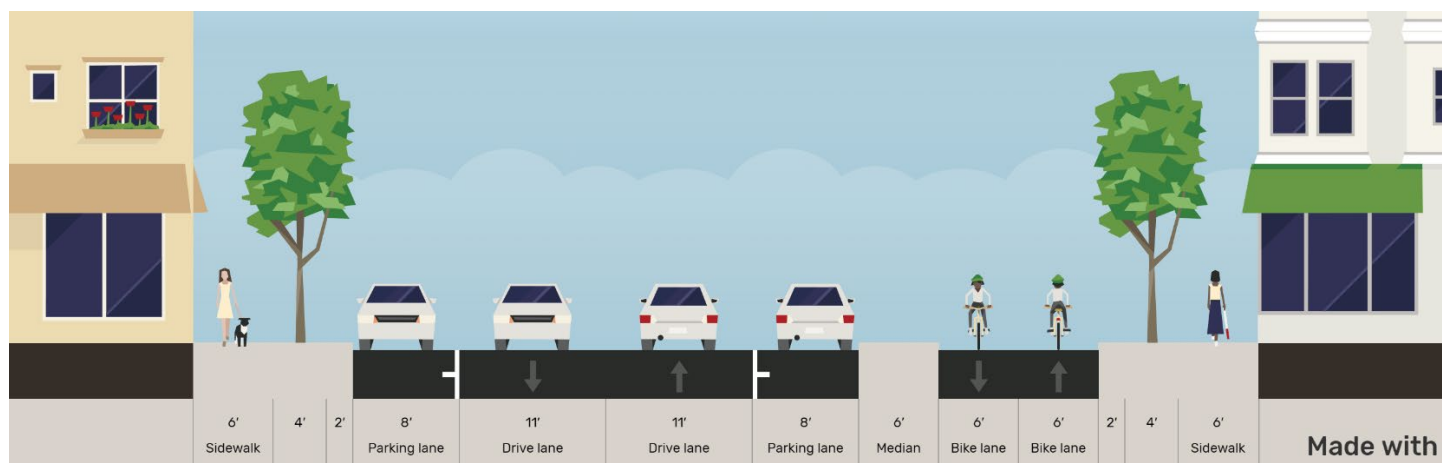 6' 4' 2' 8' 11' 11' 8' 6' 6' 6' 2' 4' 6'
Sidewalk Parking lane Drive lane Drive lane Parking lane Median Bike lane Bike lane Sidewalk
Made with